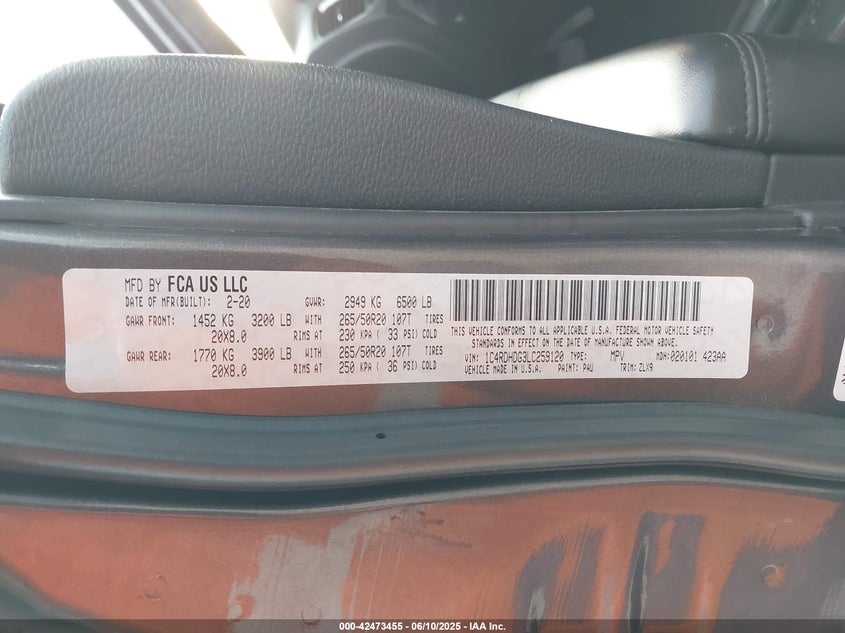 MFD BY FCA US LLC
DATE OF MFR(BUILT): 2-20 GVWR: 2949 KG 6500 LB
GAWR FRONT: 1452 KG 3200 LB WITH 265/50R20 107T TIRES
20X8.0 RIMS AT 230 KPA ( 33 PSI) COLD
GAWR REAR: 1770 KG 3900 LB WITH 265/50R20 107T TIRES
20X8.0 RIMS AT 250 KPA ( 36 PSI) COLD
THIS VEHICLE CONFORMS TO ALL APPLICABLE U.S.A. FEDERAL MOTOR VEHICLE SAFETY
STANDARDS IN EFFECT ON THE DATE OF MANUFACTURE SHOWN ABOVE.
VIN: 1C4RDHDG3LC259120 TYPE: MPV MDH: 020101 423AA
VEHICLE MADE IN U.S.A. PAINT: PAU TRIM: ZLX9
000-42473455 - 06/10/2025 - IAA Inc.